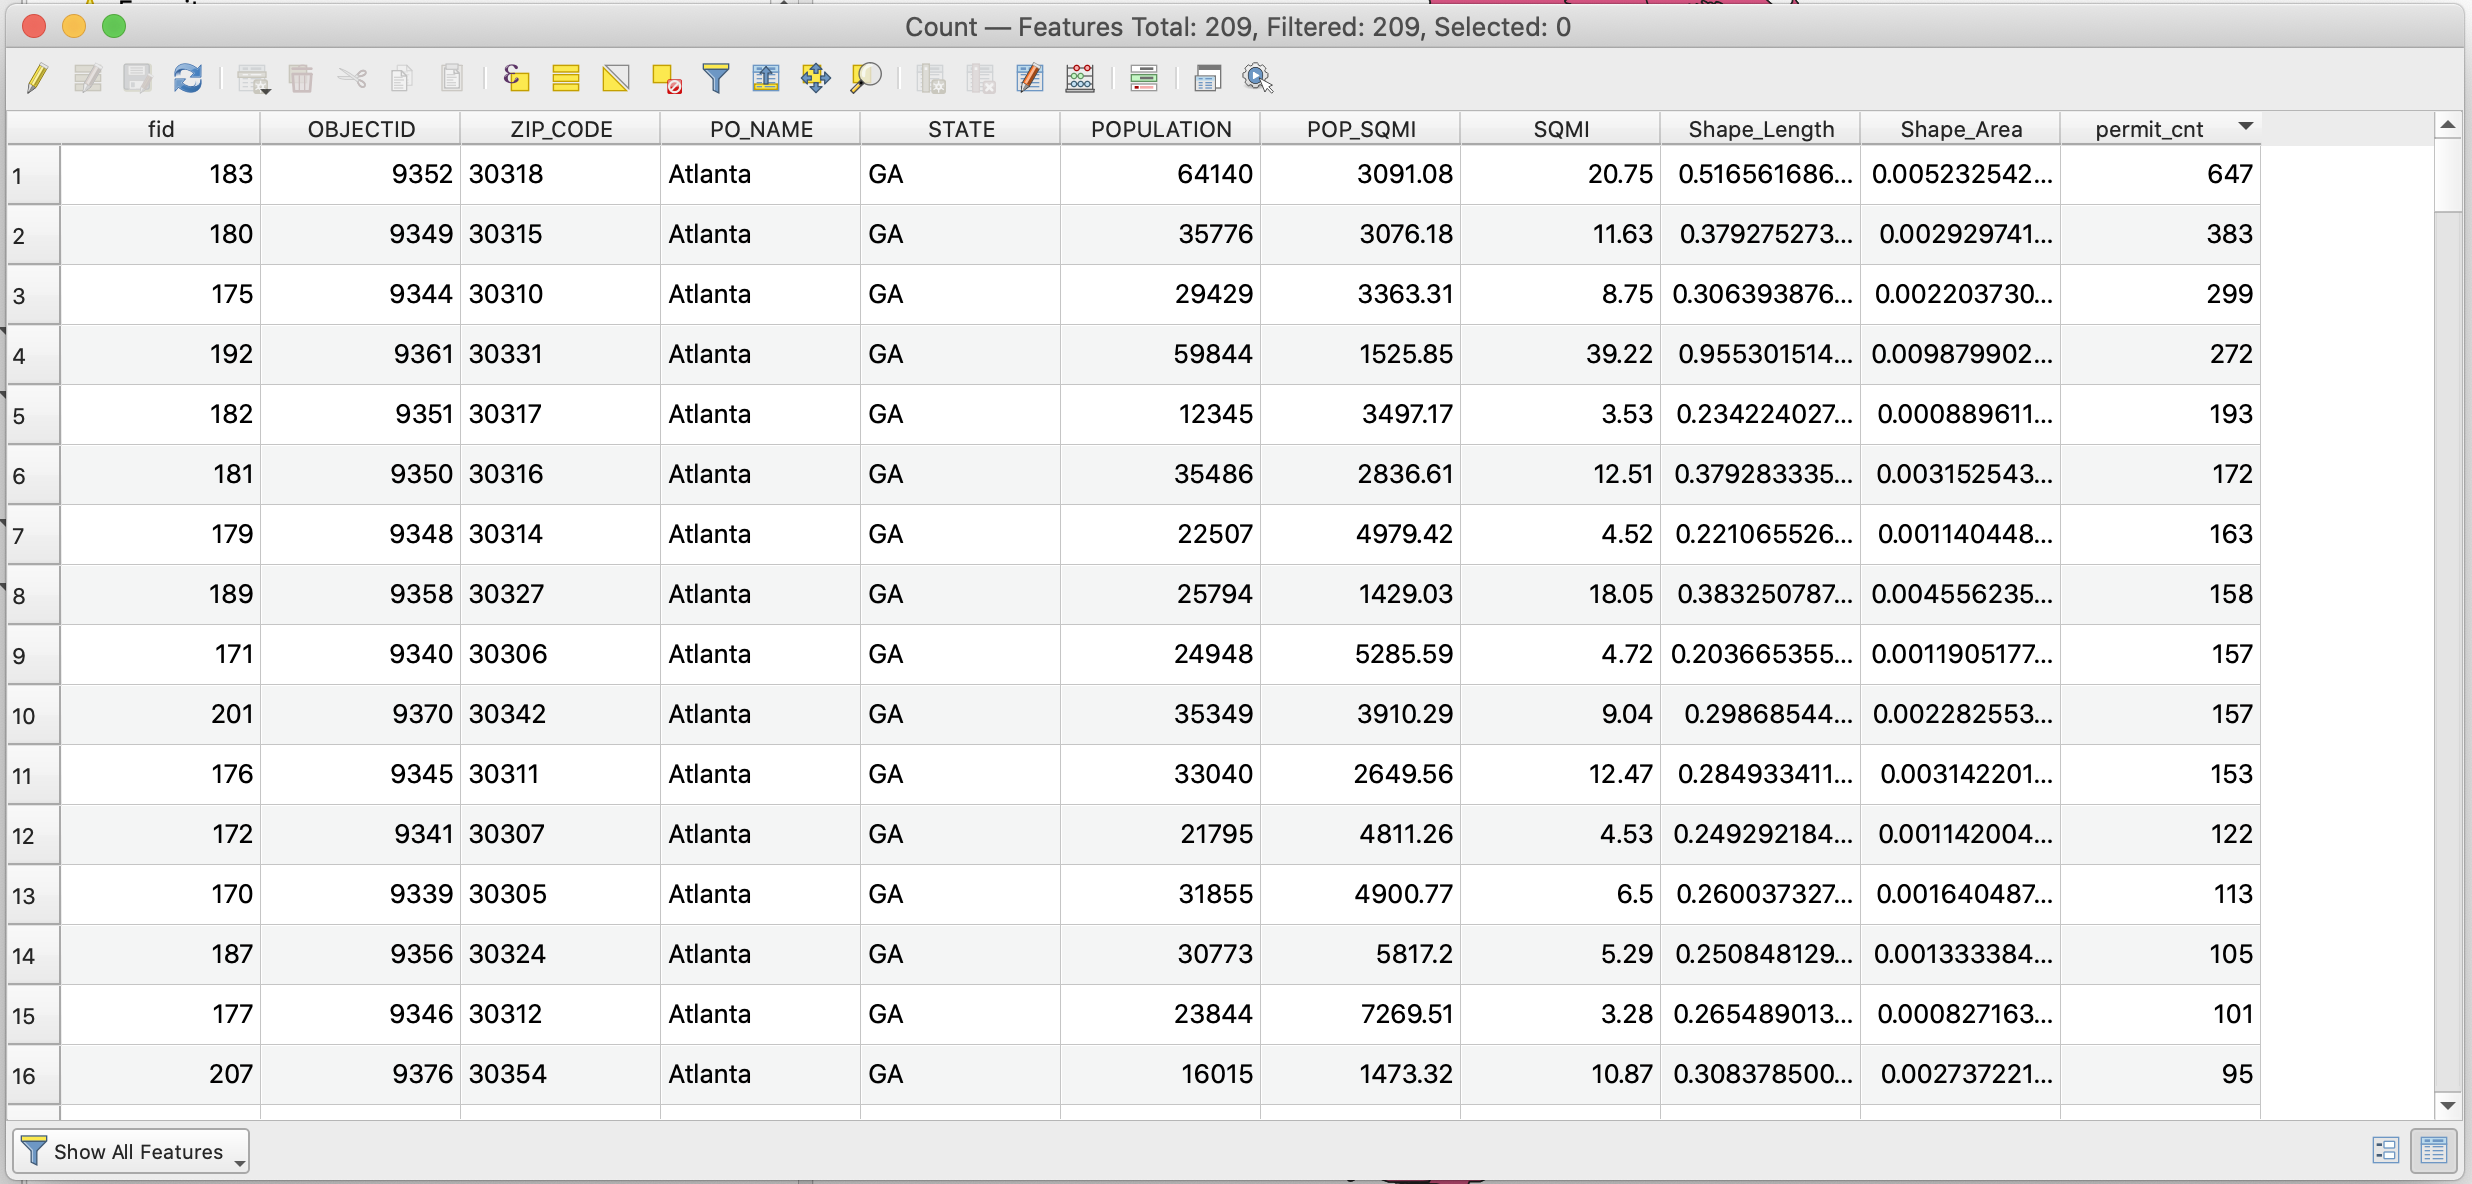 Count — Features Total: 209, Filtered: 209, Selected: 0
fid OBJECTID ZIP_CODE PO_NAME STATE POPULATION POP_SQMI SQMI Shape_Length Shape_Area permit_cnt
1 183 9352 30318 Atlanta GA 64140 3091.08 20.75 0.516561686... 0.005232542... 647
2 180 9349 30315 Atlanta GA 35776 3076.18 11.63 0.379275273... 0.002929741... 383
3 175 9344 30310 Atlanta GA 29429 3363.31 8.75 0.306393876... 0.002203730... 299
4 192 9361 30331 Atlanta GA 59844 1525.85 39.22 0.955301514... 0.009879902... 272
5 182 9351 30317 Atlanta GA 12345 3497.17 3.53 0.234224027... 0.000889611... 193
6 181 9350 30316 Atlanta GA 35486 2836.61 12.51 0.379283335... 0.003152543... 172
7 179 9348 30314 Atlanta GA 22507 4979.42 4.52 0.221065526... 0.001140448... 163
8 189 9358 30327 Atlanta GA 25794 1429.03 18.05 0.383250787... 0.004556235... 158
9 171 9340 30306 Atlanta GA 24948 5285.59 4.72 0.203665355... 0.0011905177... 157
10 201 9370 30342 Atlanta GA 35349 3910.29 9.04 0.29868544... 0.002282553... 157
11 176 9345 30311 Atlanta GA 33040 2649.56 12.47 0.284933411... 0.003142201... 153
12 172 9341 30307 Atlanta GA 21795 4811.26 4.53 0.249292184... 0.001142004... 122
13 170 9339 30305 Atlanta GA 31855 4900.77 6.5 0.260037327... 0.001640487... 113
14 187 9356 30324 Atlanta GA 30773 5817.2 5.29 0.250848129... 0.001333384... 105
15 177 9346 30312 Atlanta GA 23844 7269.51 3.28 0.265489013... 0.000827163... 101
16 207 9376 30354 Atlanta GA 16015 1473.32 10.87 0.308378500... 0.002737221... 95
Show All Features